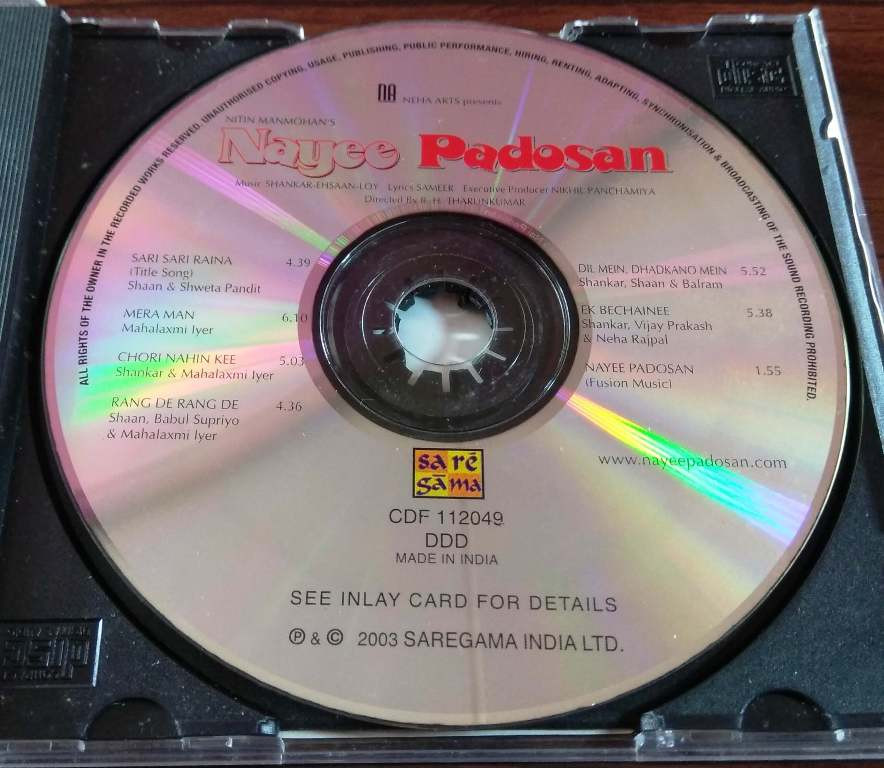 ALL RIGHTS OF THE OWNER IN THE RECORDED WORKS RESERVED. UNAUTHORISED COPYING, USAGE, PUBLISHING, PUBLIC PERFORMANCE, HIRING, RENTING, ADAPTING, SYNCHRONISATION & BROADCASTING OF THE SOUND RECORDING PROHIBITED.
NEHA ARTS presents
NITIN MANMOHAN'S
Nayee Padosan
Music SHANKAR-EHSAAN-LOY Lyrics SAMEER Executive Producer NIKHIL PANCHAMIYA
Directed By B. H. THARUNKUMAR
SARI SARI RAINA 4.39
(Title Song)
Shaan & Shweta Pandit
MERA MAN 6.10
Mahalaxmi Iyer
CHORI NAHIN KEE 5.03
Shankar & Mahalaxmi Iyer
RANG DE RANG DE 4.36
Shaan, Babul Supriyo
& Mahalaxmi Iyer
DIL MEIN, DHADKANO MEIN 5.52
Shankar, Shaan & Balram
EK BECHAINEE 5.38
Shankar, Vijay Prakash
& Neha Rajpal
NAYEE PADOSAN 1.55
(Fusion Music)
www.nayeepadosan.com
sa ré
gā ma
CDF 112049
DDD
MADE IN INDIA
SEE INLAY CARD FOR DETAILS
℗ & © 2003 SAREGAMA INDIA LTD.